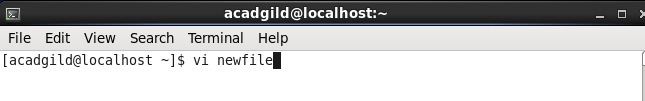 acadgild@localhost:~
File Edit View Search Terminal Help
[acadgild@localhost ~]$ vi newfile